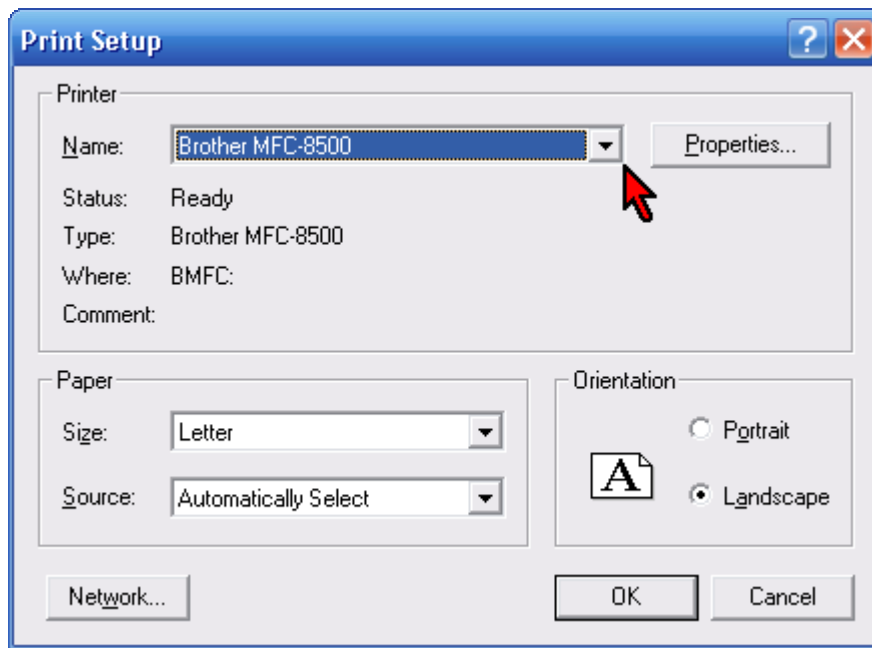 Print Setup
?
Printer
Name: Brother MFC-8500 Properties...
Status: Ready
Type: Brother MFC-8500
Where: BMFC:
Comment:
Paper
Size: Letter
Source: Automatically Select
Orientation
A
Portrait
Landscape
Network... OK Cancel